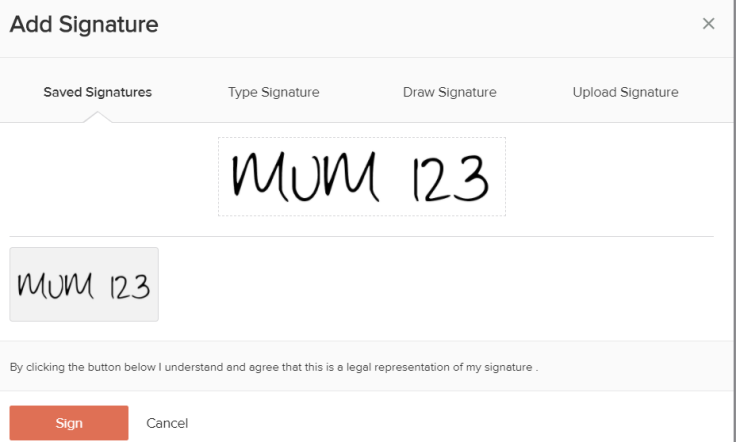 Add Signature ×
Saved Signatures Type Signature Draw Signature Upload Signature
MUM 123
MUM 123
By clicking the button below I understand and agree that this is a legal representation of my signature .
Sign Cancel